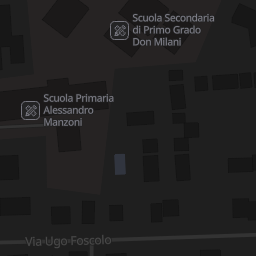 Scuola Secondaria
di Primo Grado
Don Milani
Scuola Primaria
Alessandro
Manzoni
Via Ugo Foscolo